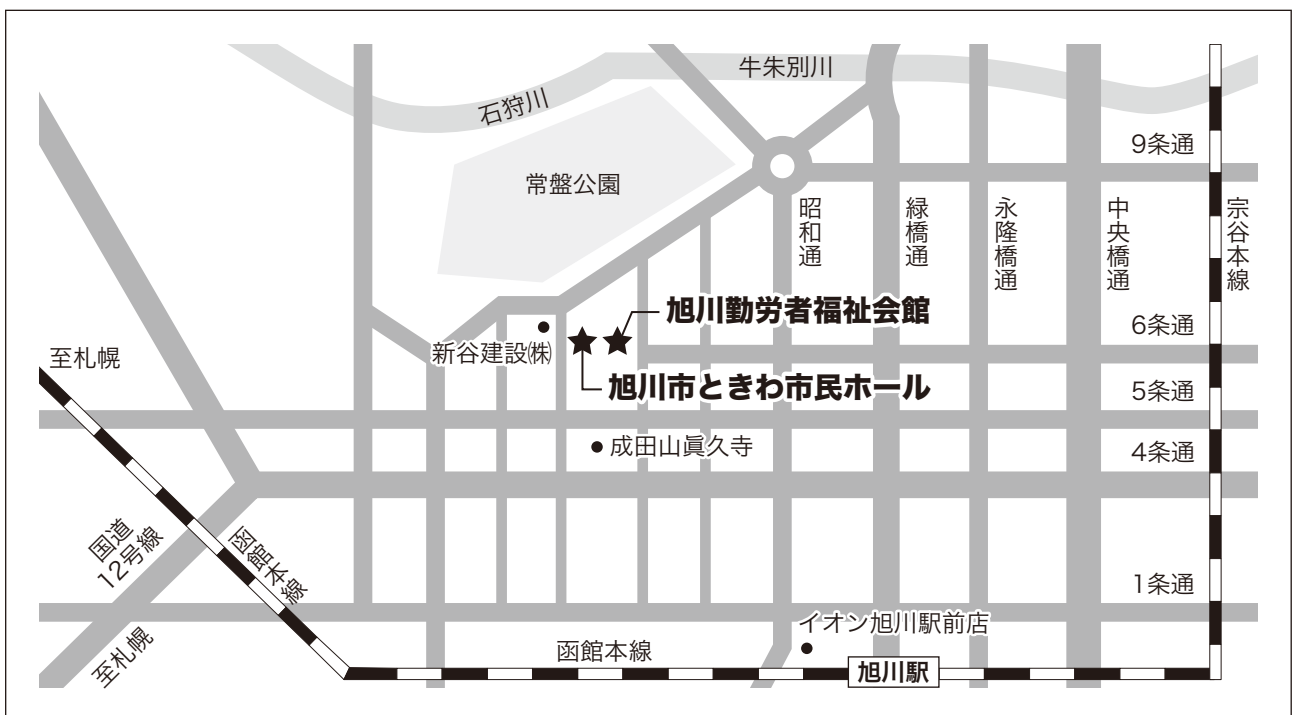 牛朱別川
石狩川
9条通
常盤公園
昭和通
緑橋通
永隆橋通
中央橋通
宗谷本線
旭川勤労者福祉会館
6条通
新谷建設㈱
至札幌
旭川市ときわ市民ホール
5条通
成田山眞久寺
4条通
国道
12号線
函館本線
1条通
イオン旭川駅前店
至札幌
函館本線
旭川駅